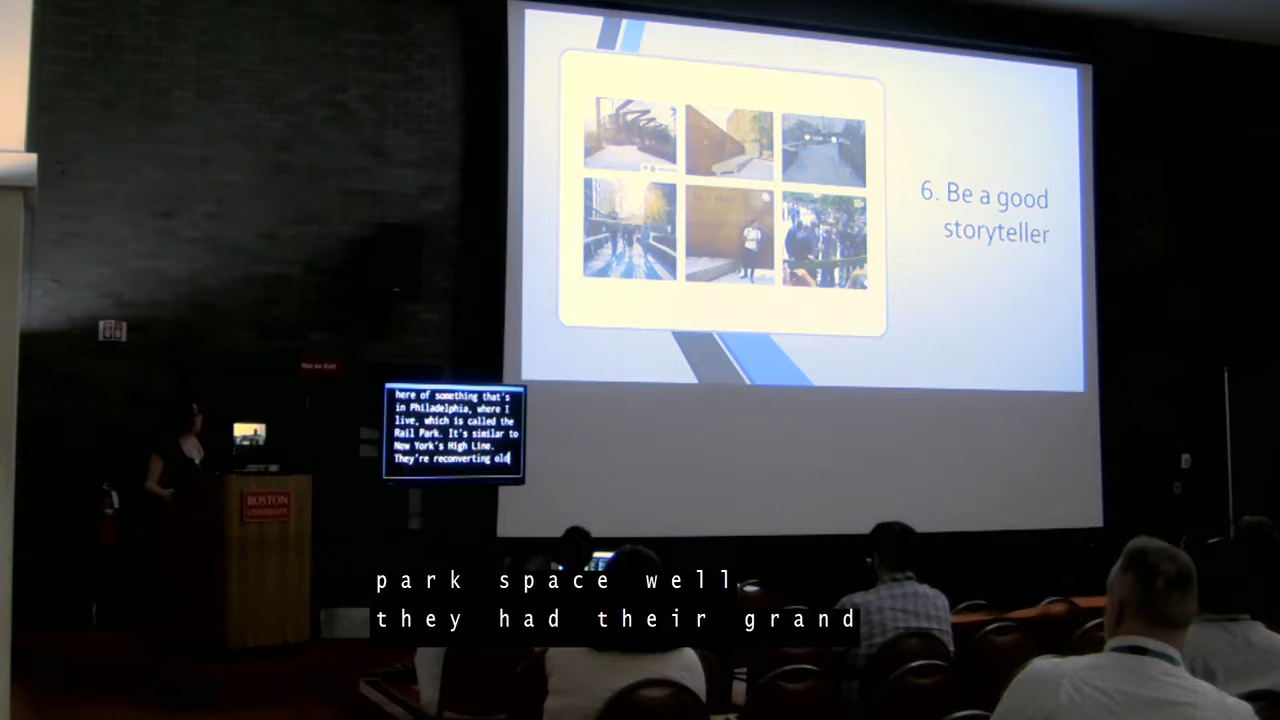 6. Be a good
storyteller
here of something that's
in Philadelphia, where I
live, which is called the
Rail Park. It's similar to
New York's High Line.
They're reconverting old
BOSTON
UNIVERSITY
park space well
they had their grand